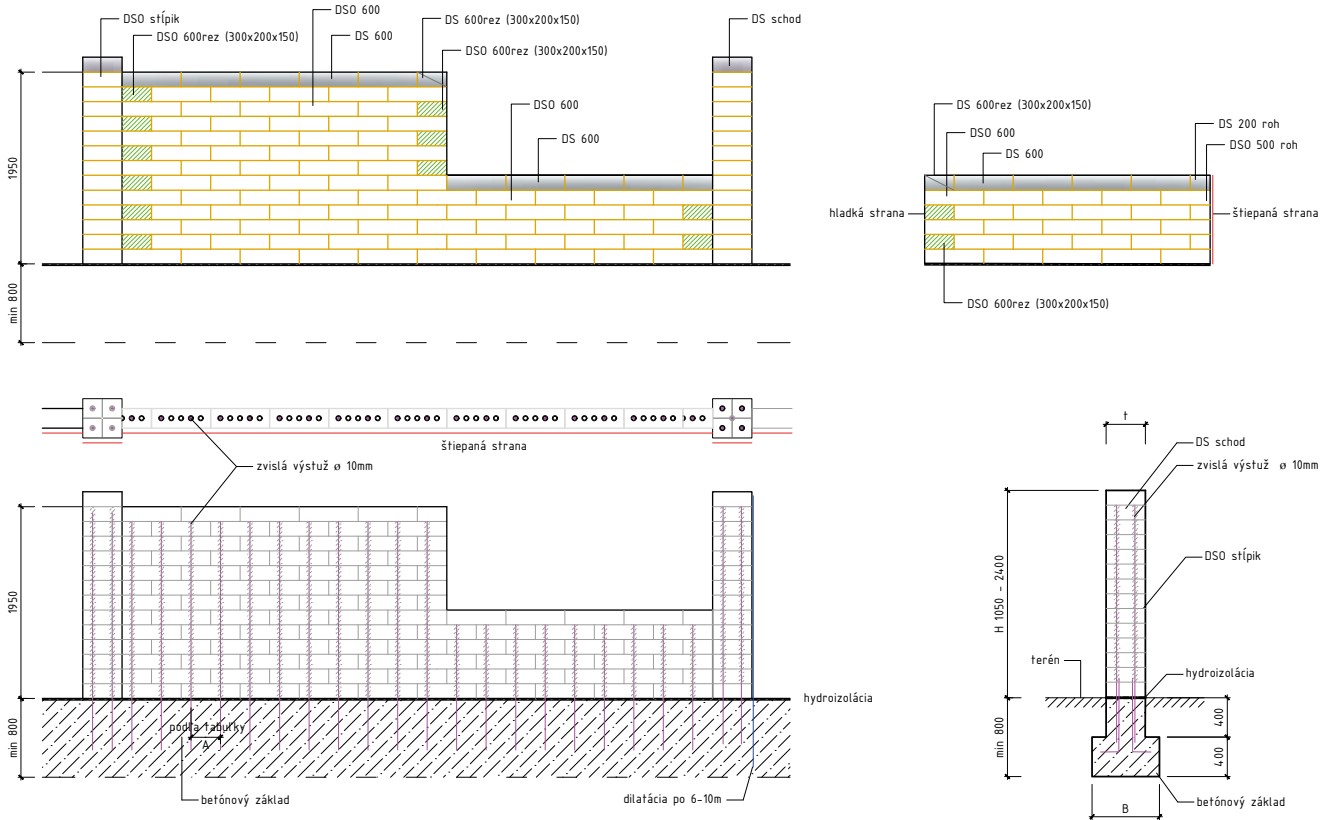 DSO stĺpik
DSO 600
DS 600rez (300x200x150)
DS schod
DSO 600rez (300x200x150)
DS 600
DSO 600rez (300x200x150)
DSO 600
DS 600
1950
min 800
DS 600rez (300x200x150)
DS 200 roh
DSO 600
DSO 500 roh
DS 600
hladká strana
štiepaná strana
DSO 600rez (300x200x150)
štiepaná strana
zvislá výstuž ø 10mm
1950
min 800
hydroizolácia
podľa tabuľky
A
betónový základ
dilatácia po 6-10m
t
DS schod
zvislá výstuž ø 10mm
DSO stĺpik
H 1050 - 2400
terén
hydroizolácia
min 800
400
400
betónový základ
B